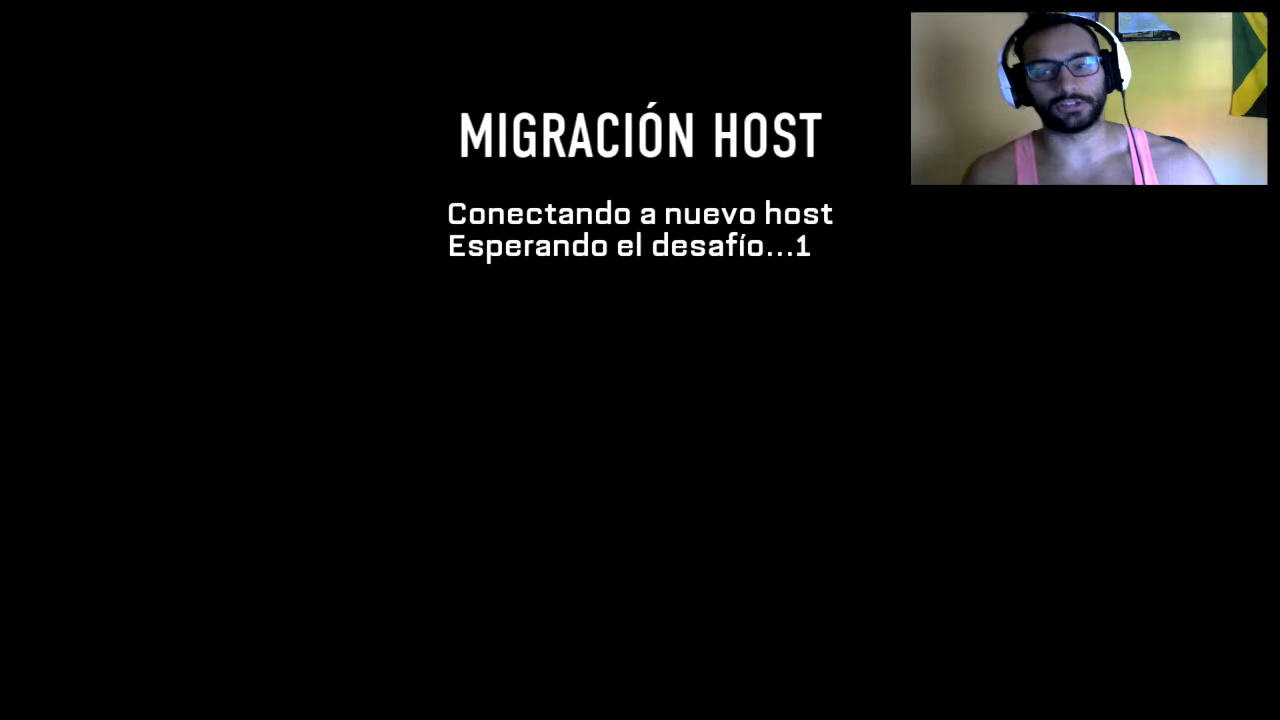 MIGRACIÓN HOST
Conectando a nuevo host
Esperando el desafío...1